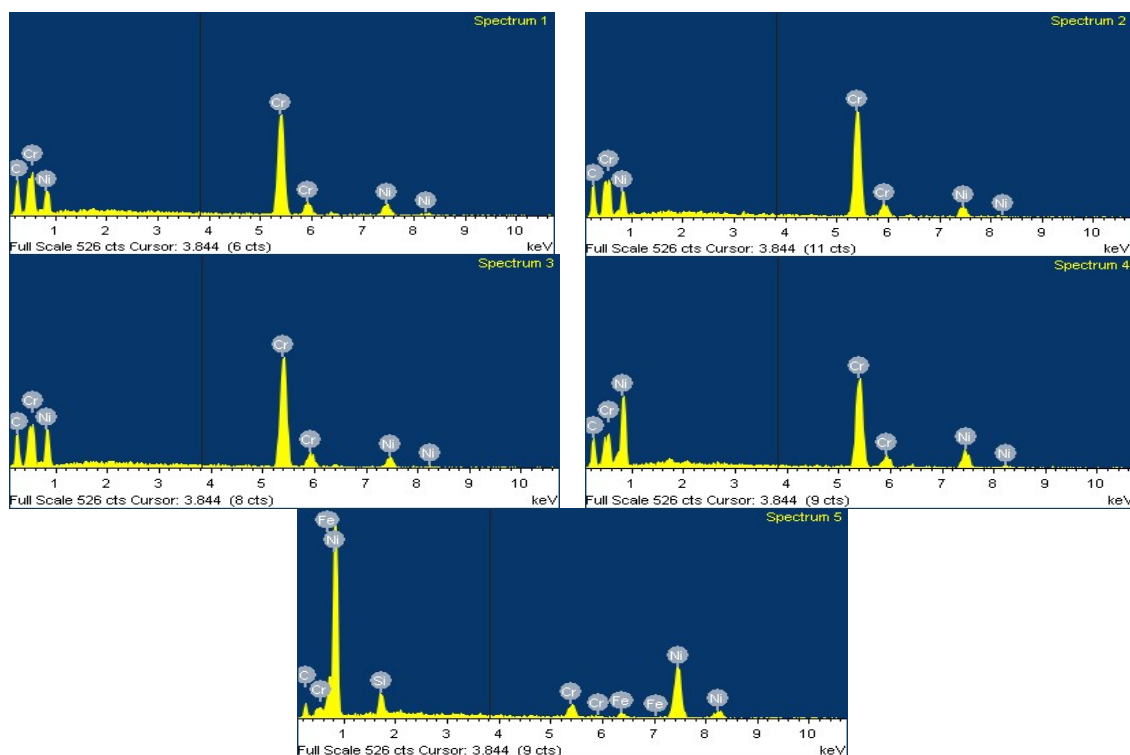 Spectrum 1
Cr
Cr
C
Ni
Cr
Ni
Ni
1 2 3 4 5 6 7 8 9 10
Full Scale 526 cts Cursor: 3.844 (6 cts) keV
Spectrum 2
Cr
Cr
C
Ni
Cr
Ni
Ni
1 2 3 4 5 6 7 8 9 10
Full Scale 526 cts Cursor: 3.844 (11 cts) keV
Spectrum 3
Cr
Cr
C
Ni
Cr
Ni
Ni
1 2 3 4 5 6 7 8 9 10
Full Scale 526 cts Cursor: 3.844 (8 cts) keV
Spectrum 4
Cr
Ni
Cr
C
Cr
Ni
Ni
1 2 3 4 5 6 7 8 9 10
Full Scale 526 cts Cursor: 3.844 (9 cts) keV
Spectrum 5
Fe
Ni
Ni
C
Si
Cr
Cr
Cr
Fe
Fe
Ni
1 2 3 4 5 6 7 8 9 10
Full Scale 526 cts Cursor: 3.844 (9 cts) keV